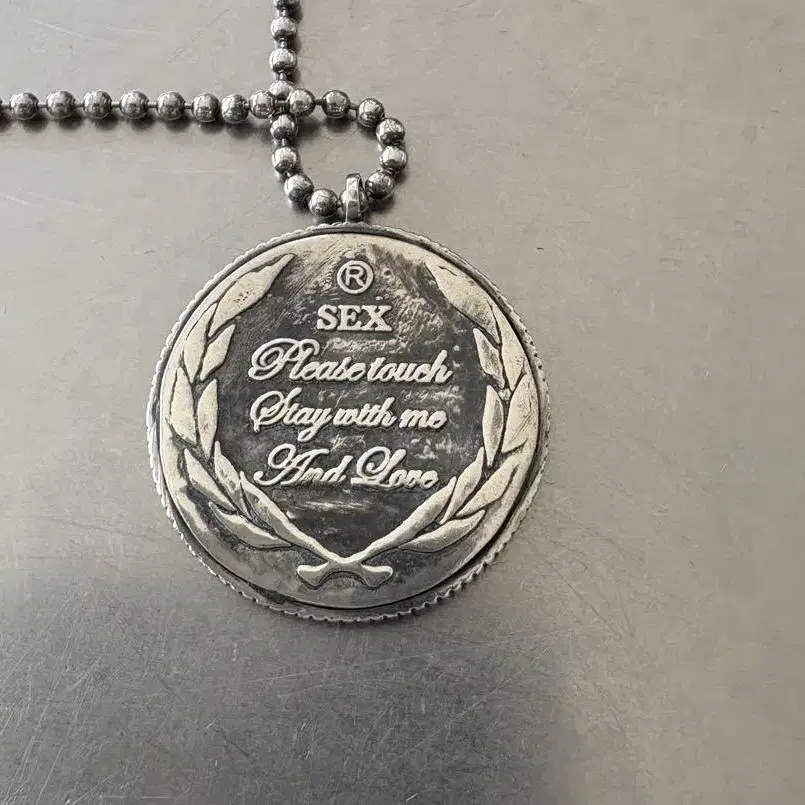 ®
SEX
Please touch
Stay with me
And Love